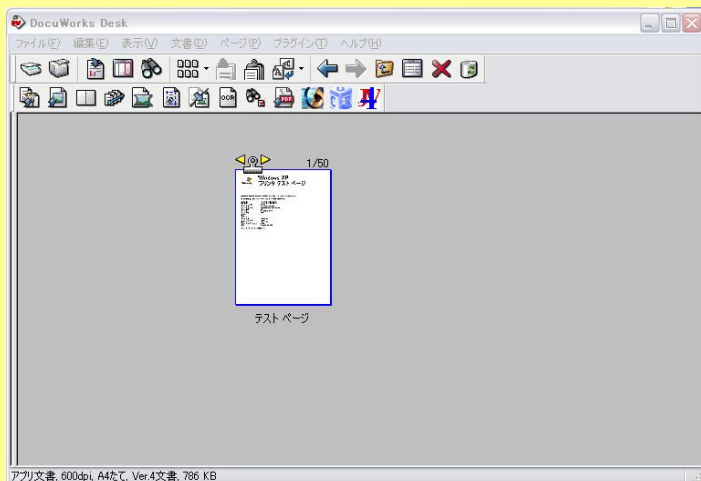 DocuWorks Desk
ファイル(F) 編集(E) 表示(V) 文書(D) ページ(P) プラグイン(T) ヘルプ(H)
OCR
PDF
1/50
Windows XP
プリンタ テスト ページ
テスト ページ
アプリ文書, 600dpi, A4たて, Ver.4文書, 786 KB